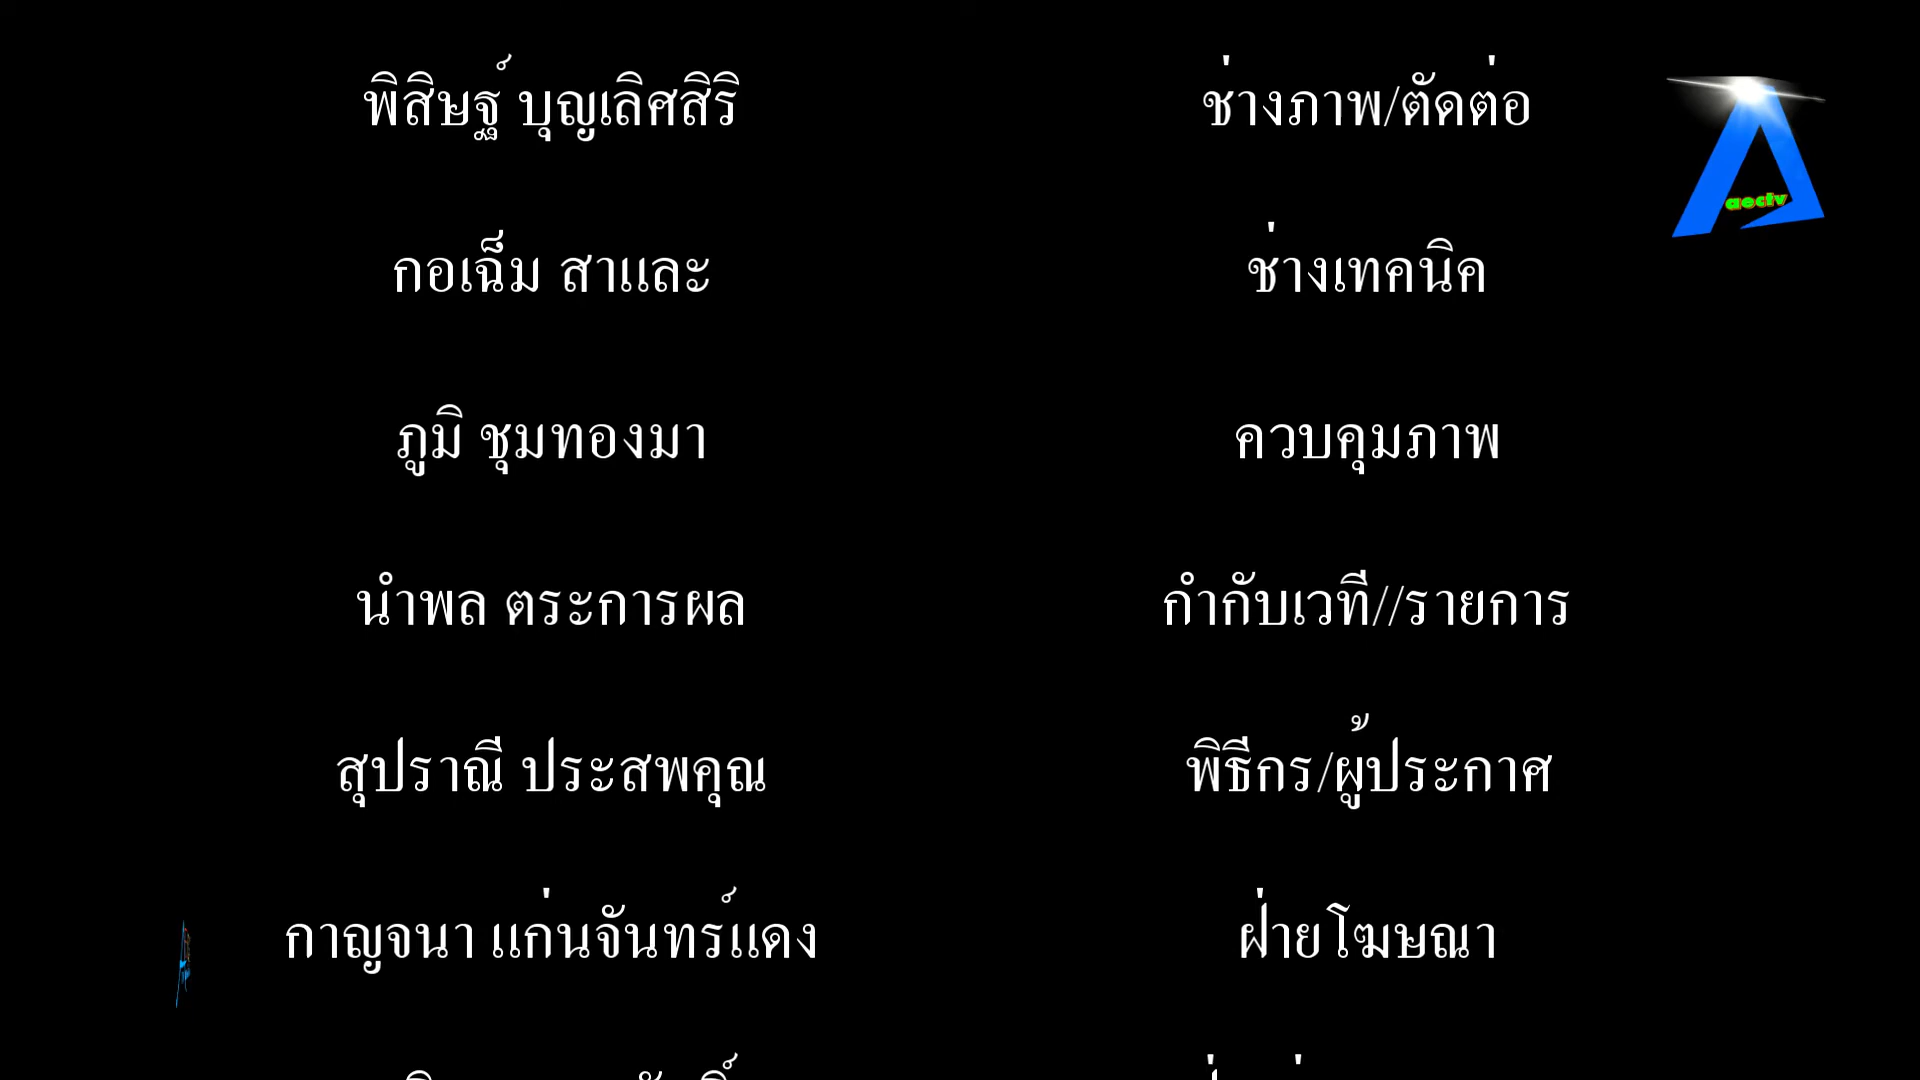 พิสิษฐ์ บุญเลิศสิริ ช่างภาพ/ตัดต่อ
aectv
กอเฉ็ม สาและ ช่างเทคนิค
ภูมิ ชุมทองมา ควบคุมภาพ
นำพล ตระการผล กำกับเวที//รายการ
สุปราณี ประสพคุณ พิธีกร/ผู้ประกาศ
กาญจนา แก่นจันทร์แดง ฝ่ายโฆษณา